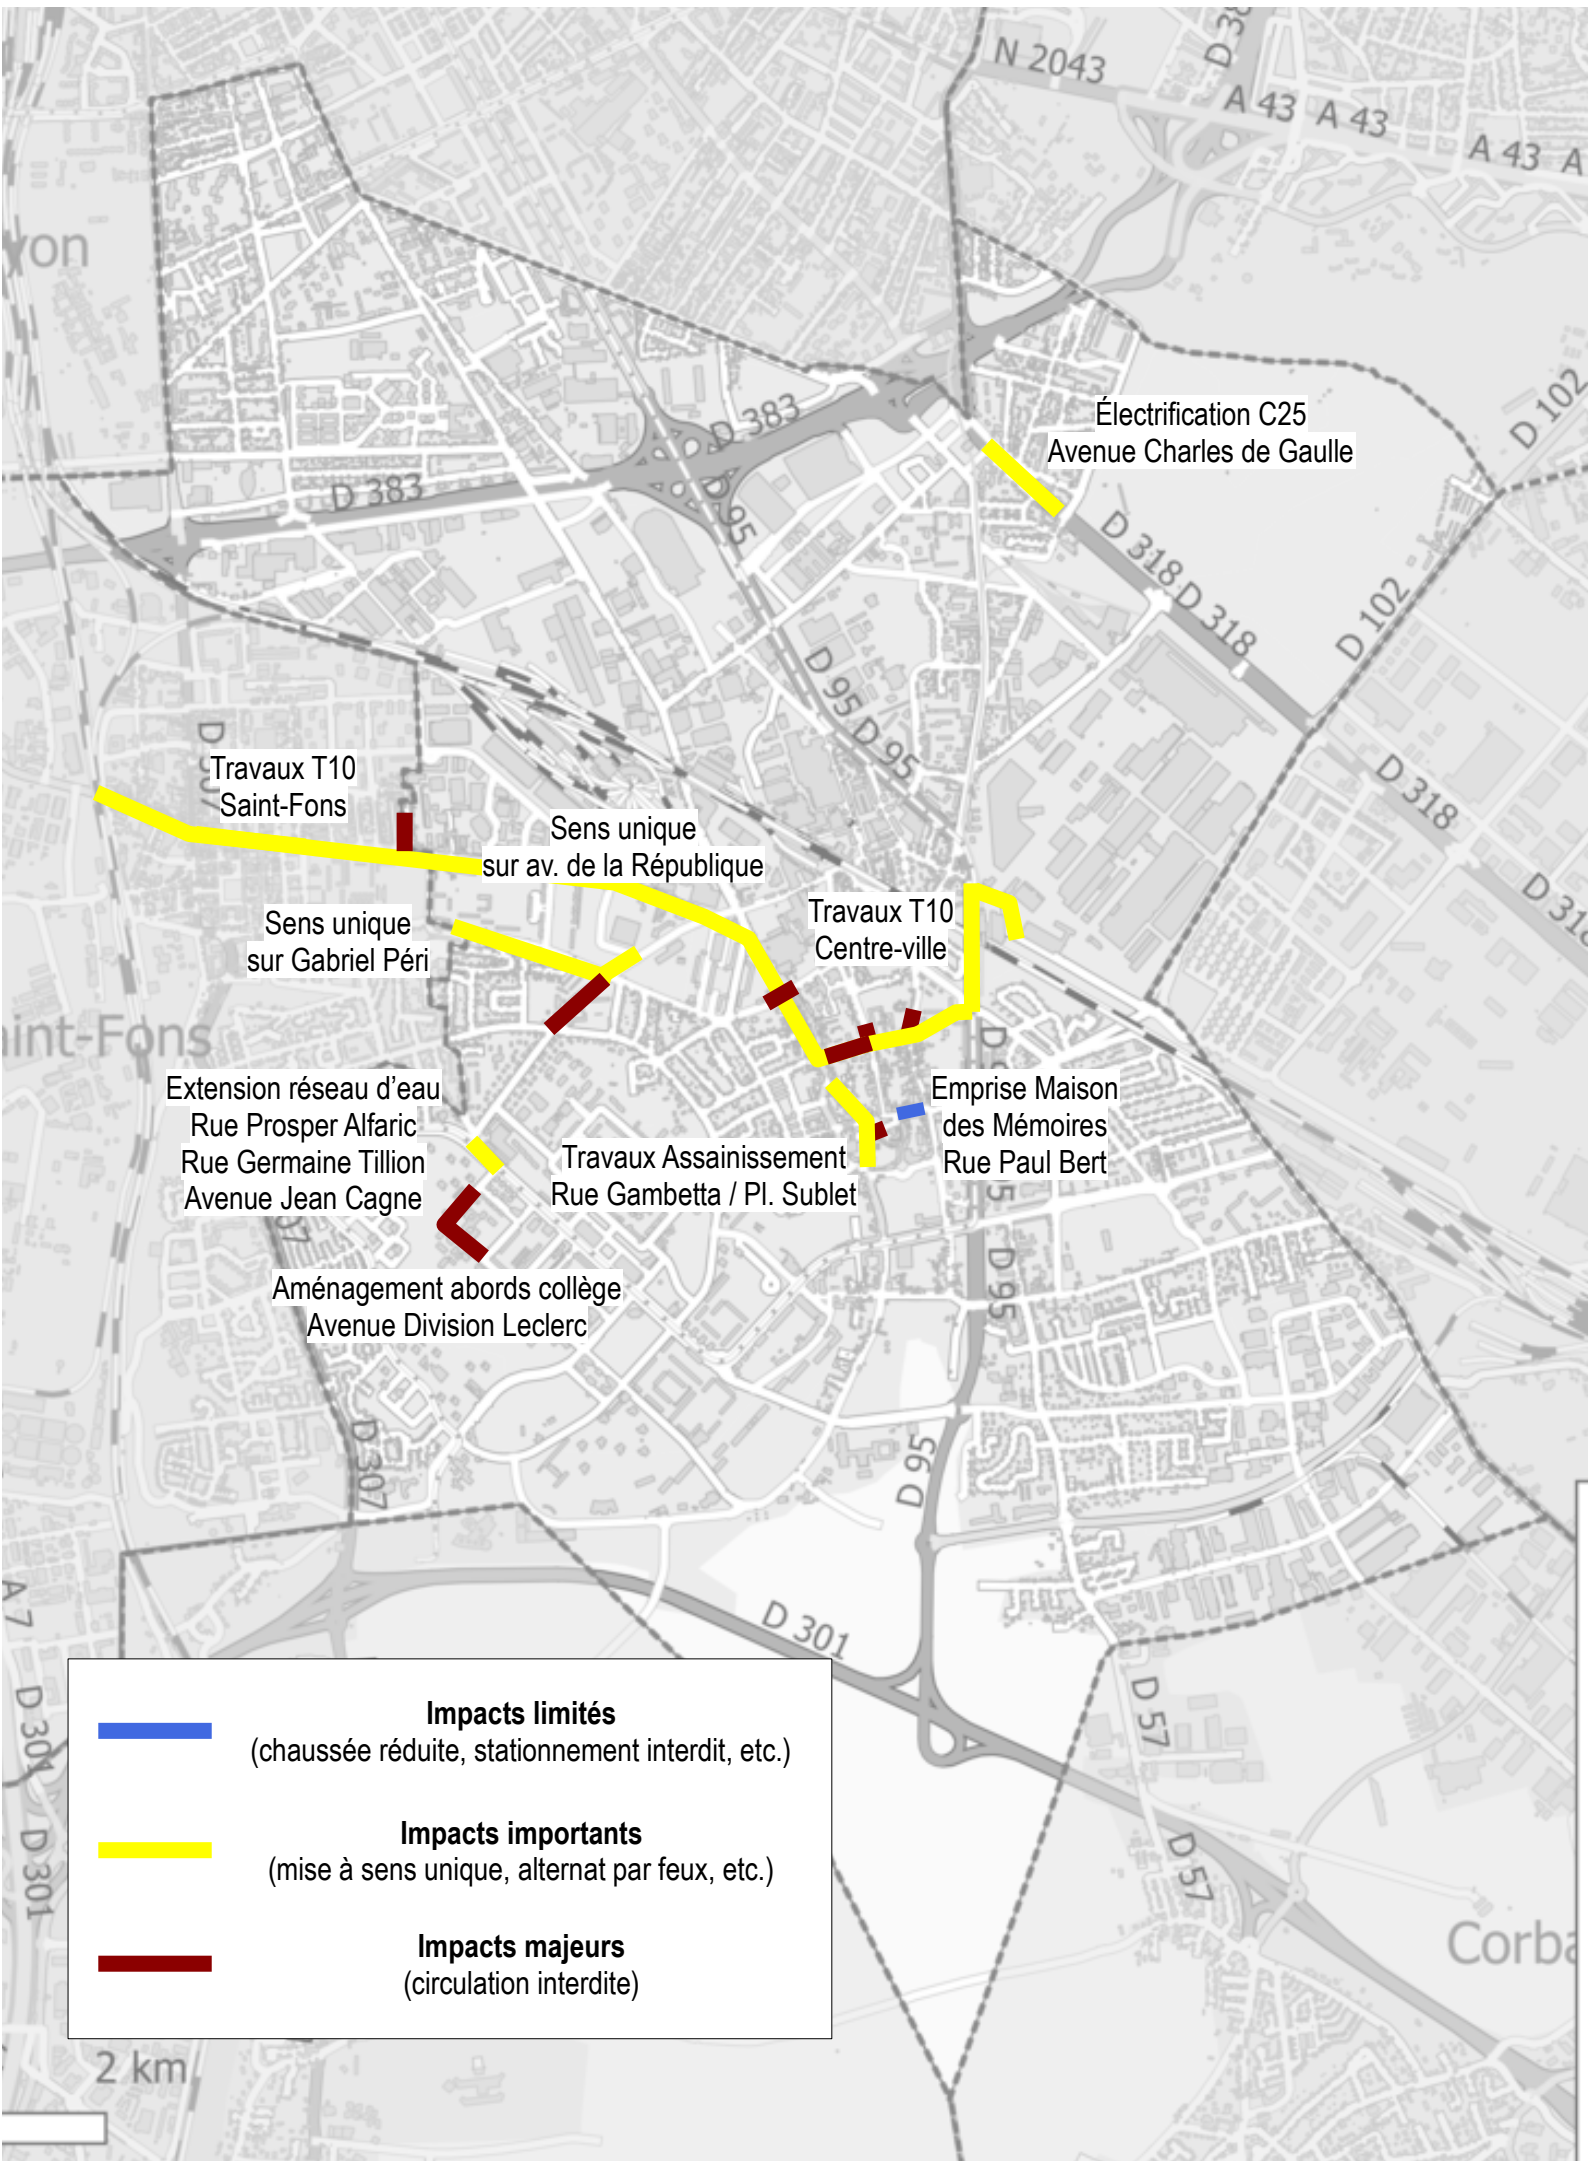 N 2043
D 38
A 43
A 43
A 43
A
yon
D 383
D 383
D 95
Électrification C25
Avenue Charles de Gaulle
D 102
D 318
D 318
D 102
D 95
D 95
D 318
D 318
Travaux T10
Saint-Fons
Sens unique
sur av. de la République
Sens unique
sur Gabriel Péri
Travaux T10
Centre-ville
int-Fons
Extension réseau d’eau
Rue Prosper Alfaric
Rue Germaine Tillion
Avenue Jean Cagne
Travaux Assainissement
Rue Gambetta / Pl. Sublet
Emprise Maison
des Mémoires
Rue Paul Bert
Aménagement abords collège
Avenue Division Leclerc
D 95
D 307
D 95
A 7
D 301
D 301
D 301
D 57
D 57
Corba
Impacts limités
(chaussée réduite, stationnement interdit, etc.)
Impacts importants
(mise à sens unique, alternat par feux, etc.)
Impacts majeurs
(circulation interdite)
2 km